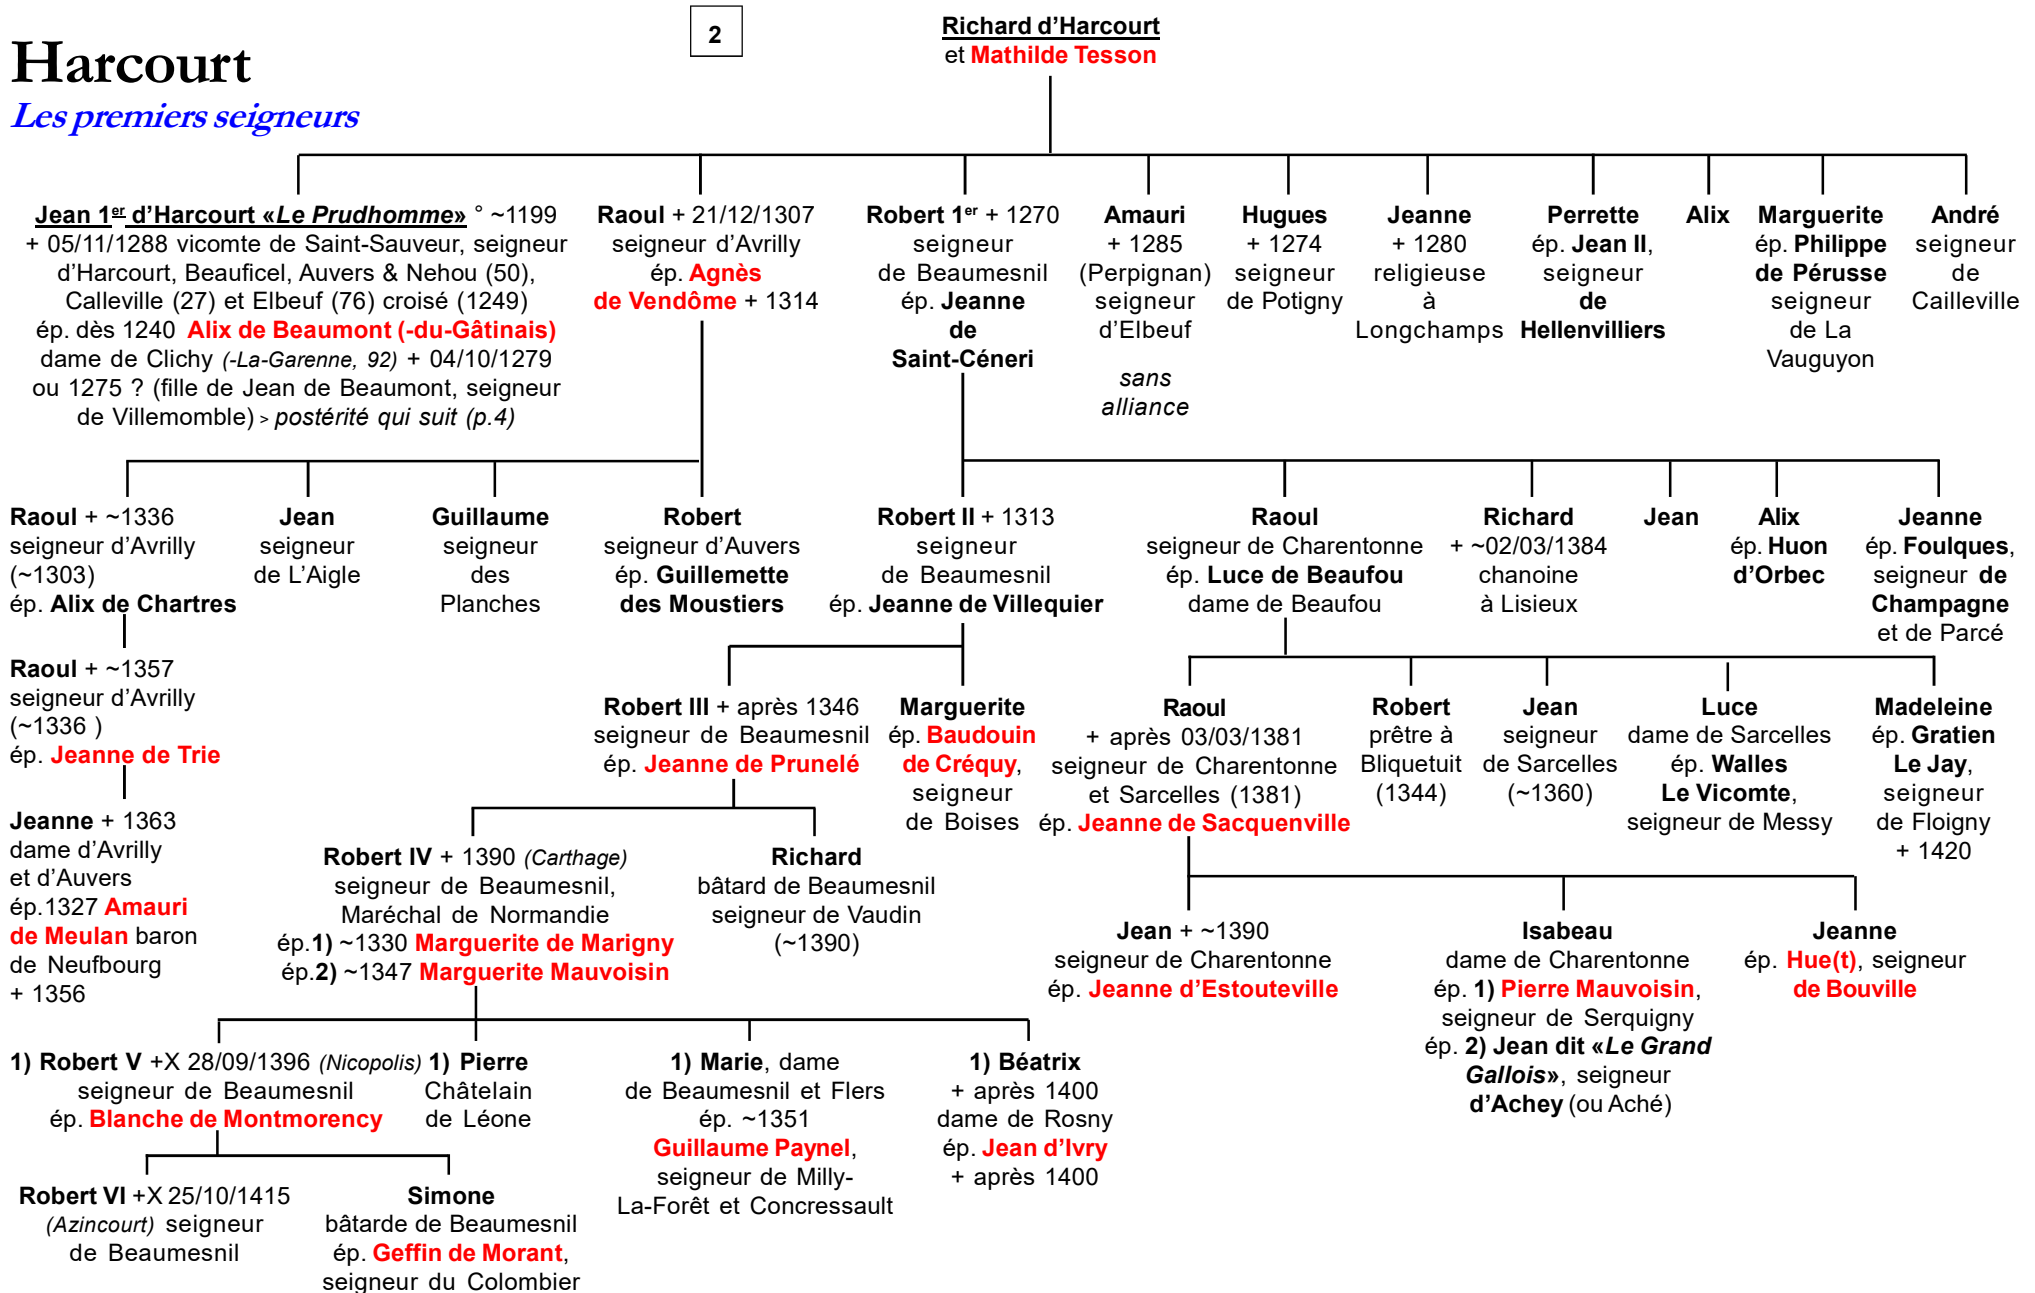 2
Richard d’Harcourt
et Mathilde Tesson
Harcourt
Les premiers seigneurs
Jean 1er d’Harcourt «Le Prudhomme» ° ~1199
+ 05/11/1288 vicomte de Saint-Sauveur, seigneur
d’Harcourt, Beauficel, Auvers & Nehou (50),
Calleville (27) et Elbeuf (76) croisé (1249)
ép. dès 1240 Alix de Beaumont (-du-Gâtinais)
dame de Clichy (-La-Garenne, 92) + 04/10/1279
ou 1275 ? (fille de Jean de Beaumont, seigneur
de Villemomble) > postérité qui suit (p.4)
Raoul + 21/12/1307
seigneur d’Avrilly
ép. Agnès
de Vendôme + 1314
Robert 1er + 1270
seigneur
de Beaumesnil
ép. Jeanne
de
Saint-Céneri
Amauri
+ 1285
(Perpignan)
seigneur
d’Elbeuf
sans
alliance
Hugues
+ 1274
seigneur
de Potigny
Jeanne
+ 1280
religieuse
à
Longchamps
Perrette
ép. Jean II,
seigneur
de
Hellenvilliers
Alix
Marguerite
ép. Philippe
de Pérusse
seigneur
de La
Vauguyon
André
seigneur
de
Cailleville
Raoul + ~1336
seigneur d’Avrilly
(~1303)
ép. Alix de Chartres
Jean
seigneur
de L’Aigle
Guillaume
seigneur
des
Planches
Robert
seigneur d’Auvers
ép. Guillemette
des Moustiers
Robert II + 1313
seigneur
de Beaumesnil
ép. Jeanne de Villequier
Raoul
seigneur de Charentonne
ép. Luce de Beaufou
dame de Beaufou
Richard
+ ~02/03/1384
chanoine
à Lisieux
Jean
Alix
ép. Huon
d’Orbec
Jeanne
ép. Foulques,
seigneur de
Champagne
et de Parcé
Raoul + ~1357
seigneur d’Avrilly
(~1336 )
ép. Jeanne de Trie
Robert III + après 1346
seigneur de Beaumesnil
ép. Jeanne de Prunelé
Marguerite
ép. Baudouin
de Créquy,
seigneur
de Boises
Raoul
+ après 03/03/1381
seigneur de Charentonne
et Sarcelles (1381)
ép. Jeanne de Sacquenville
Robert
prêtre à
Bliquetuit
(1344)
Jean
seigneur
de Sarcelles
(~1360)
Luce
dame de Sarcelles
ép. Walles
Le Vicomte,
seigneur de Messy
Madeleine
ép. Gratien
Le Jay,
seigneur
de Floigny
+ 1420
Jeanne + 1363
dame d’Avrilly
et d’Auvers
ép.1327 Amauri
de Meulan baron
de Neufbourg
+ 1356
Robert IV + 1390 (Carthage)
seigneur de Beaumesnil,
Maréchal de Normandie
ép.1) ~1330 Marguerite de Marigny
ép.2) ~1347 Marguerite Mauvoisin
Richard
bâtard de Beaumesnil
seigneur de Vaudin
(~1390)
Jean + ~1390
seigneur de Charentonne
ép. Jeanne d’Estouteville
Isabeau
dame de Charentonne
ép. 1) Pierre Mauvoisin,
seigneur de Serquigny
ép. 2) Jean dit «Le Grand
Gallois», seigneur
d’Achey (ou Aché)
Jeanne
ép. Hue(t), seigneur
de Bouville
1) Robert V +X 28/09/1396 (Nicopolis)
seigneur de Beaumesnil
ép. Blanche de Montmorency
1) Pierre
Châtelain
de Léone
1) Marie, dame
de Beaumesnil et Flers
ép. ~1351
Guillaume Paynel,
seigneur de Milly-
La-Forêt et Concressault
1) Béatrix
+ après 1400
dame de Rosny
ép. Jean d’Ivry
+ après 1400
Robert VI +X 25/10/1415
(Azincourt) seigneur
de Beaumesnil
Simone
bâtarde de Beaumesnil
ép. Geffin de Morant,
seigneur du Colombier